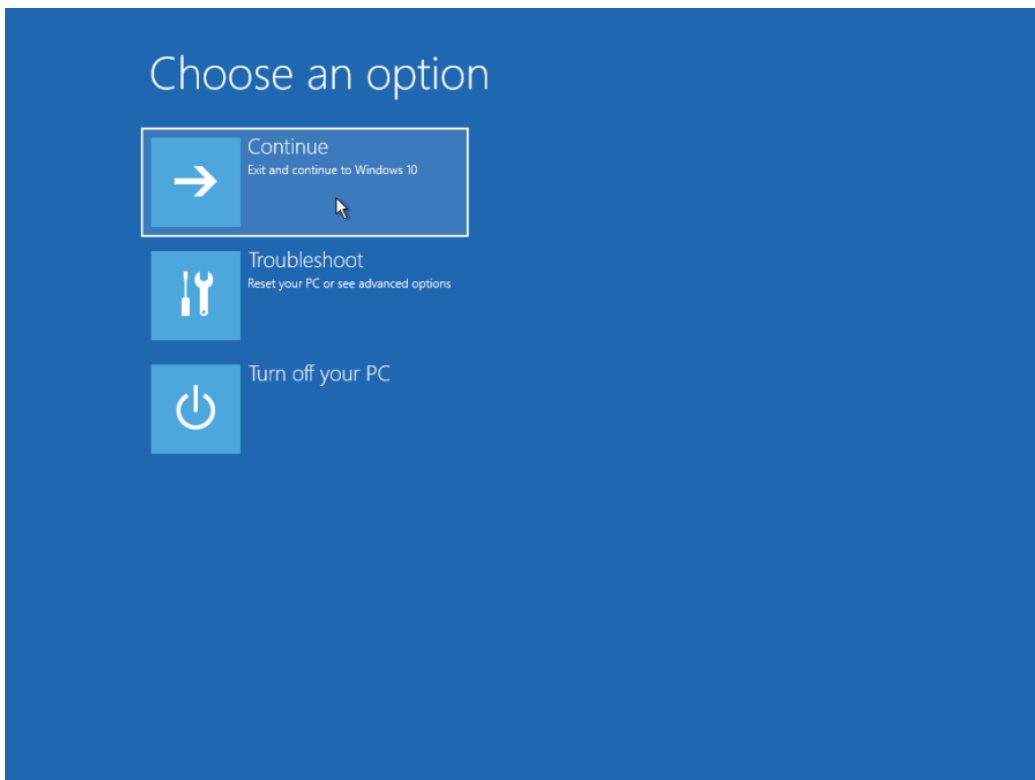 Choose an option
Continue
Exit and continue to Windows 10
Troubleshoot
Reset your PC or see advanced options
Turn off your PC